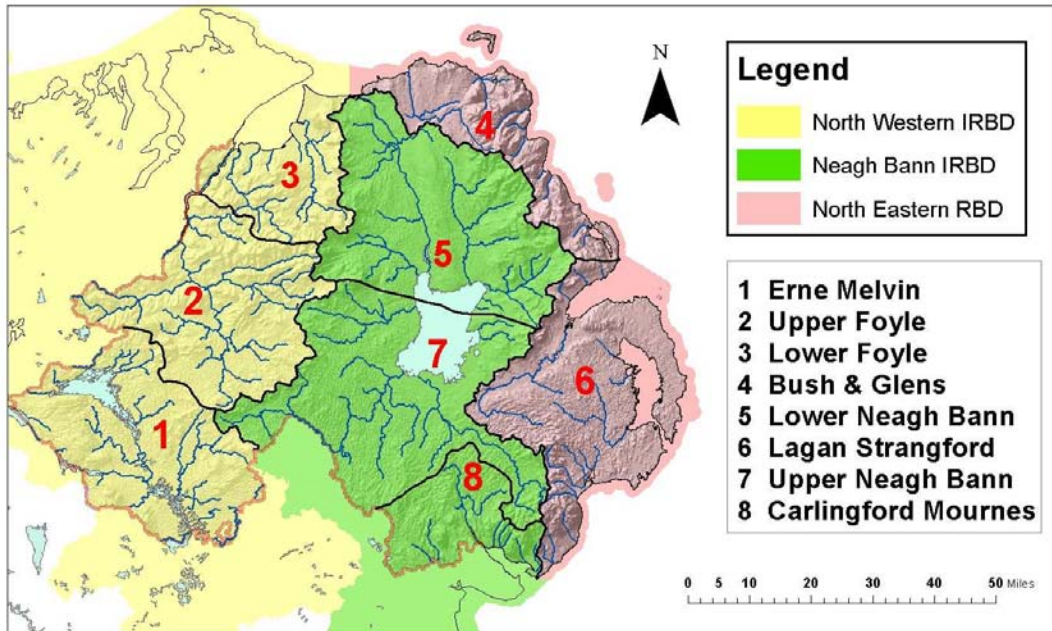 N
Legend
North Western IRBD
Neagh Bann IRBD
North Eastern RBD
1 Erne Melvin
2 Upper Foyle
3 Lower Foyle
4 Bush & Glens
5 Lower Neagh Bann
6 Lagan Strangford
7 Upper Neagh Bann
8 Carlingford Mournes
4
3
5
2
7
6
1
8
0 5 10 20 30 40 50 Miles